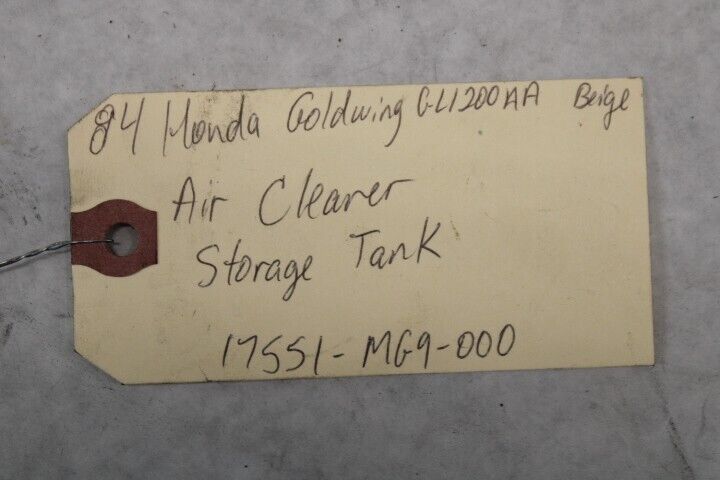 84 Honda Goldwing GL1200AA Beige
Air Cleaner
Storage Tank
17551-MG9-000